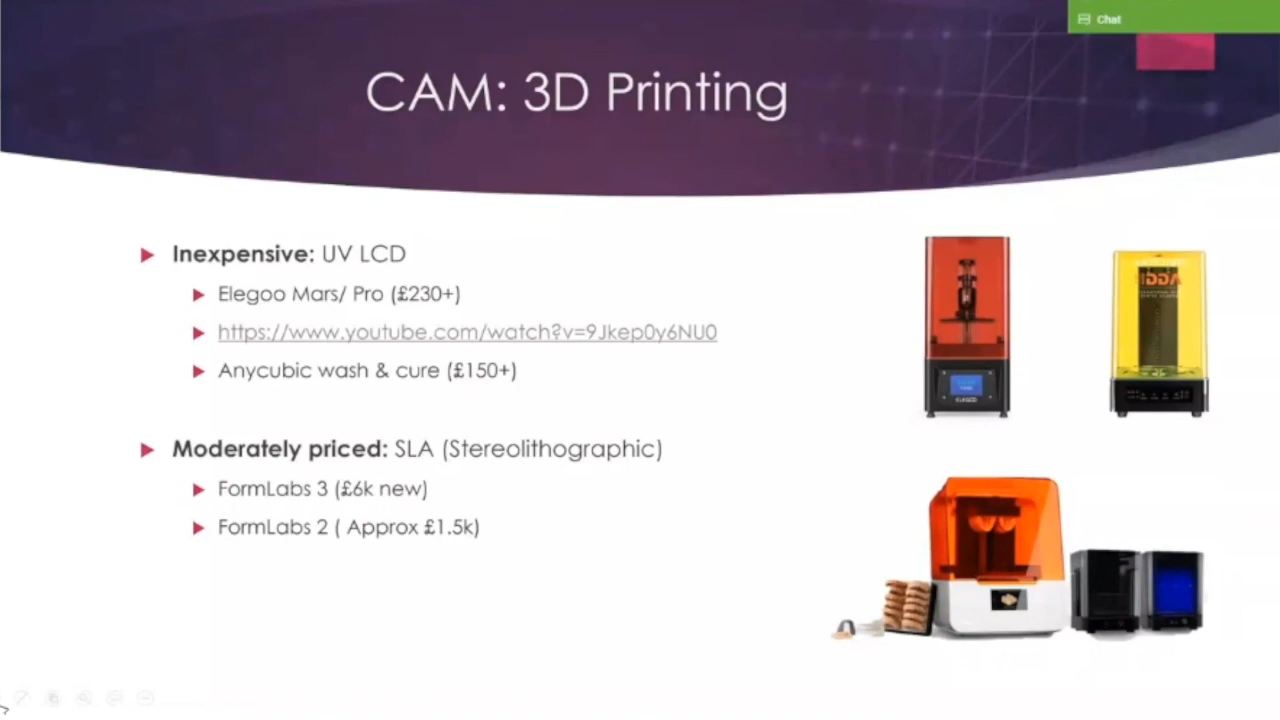 Chat
CAM: 3D Printing
Inexpensive: UV LCD
Elegoo Mars/ Pro (£230+)
https://www.youtube.com/watch?v=9Jkep0y6NU0
Anycubic wash & cure (£150+)
Moderately priced: SLA (Stereolithographic)
FormLabs 3 (£6k new)
FormLabs 2 ( Approx £1.5k)
ELEGOO